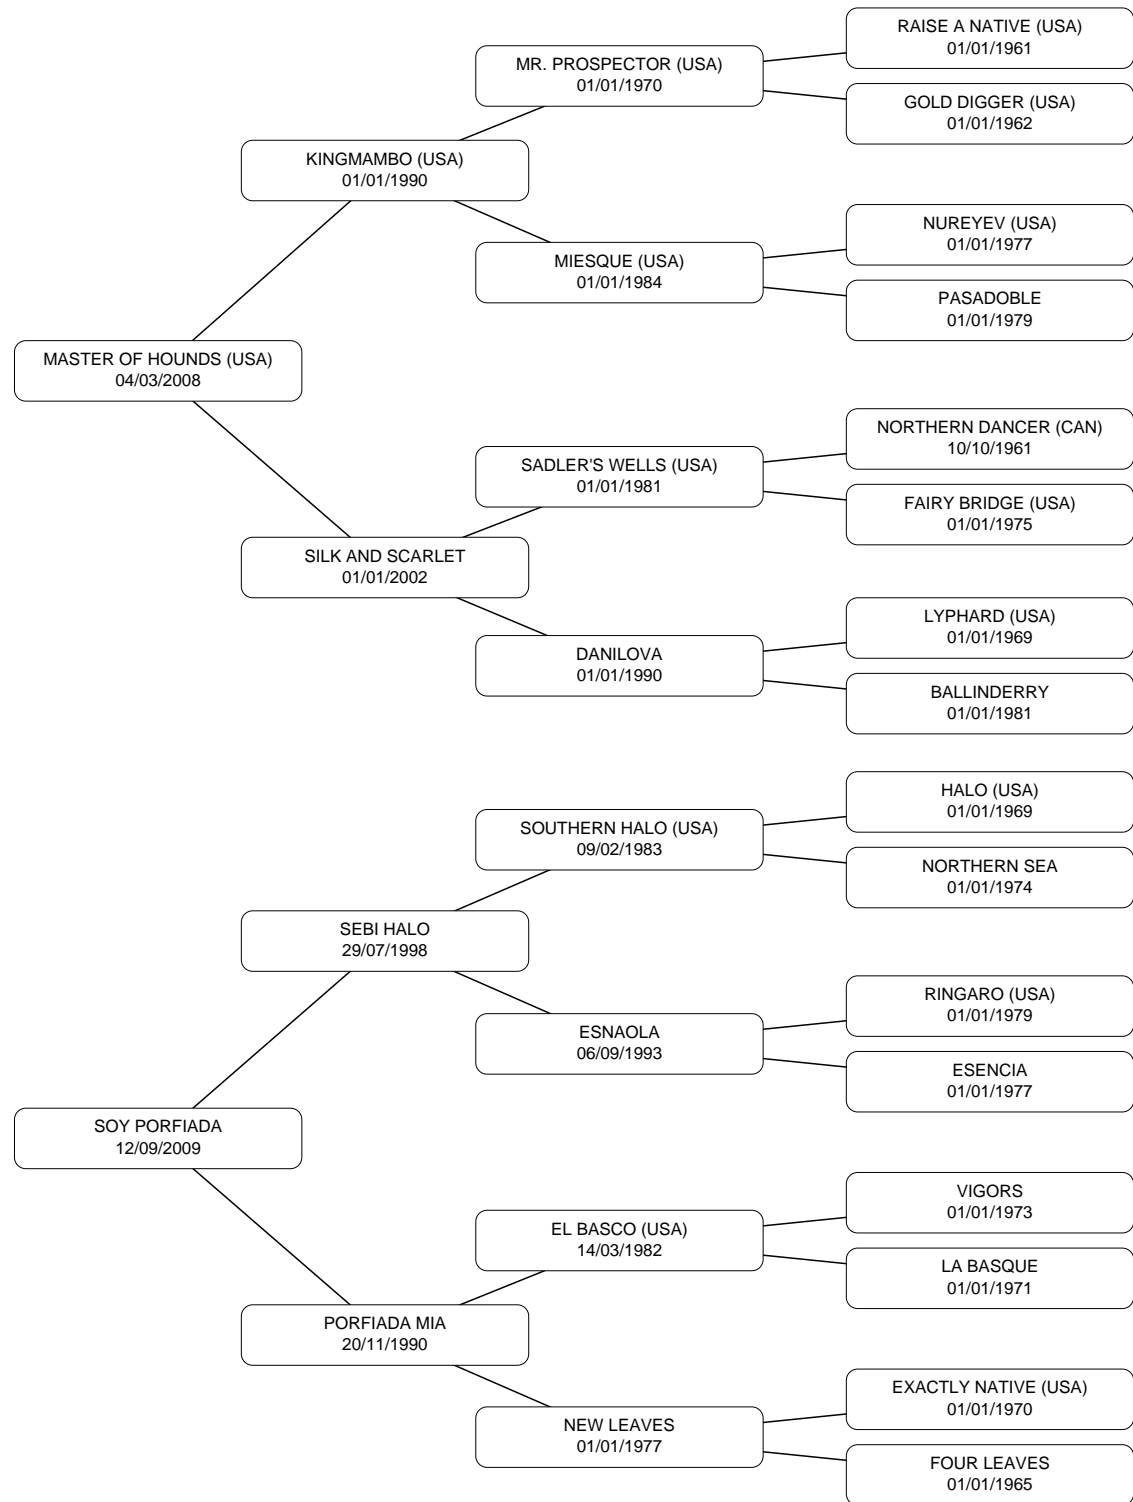 RAISE A NATIVE (USA)
01/01/1961
MR. PROSPECTOR (USA)
01/01/1970
GOLD DIGGER (USA)
01/01/1962
KINGMAMBO (USA)
01/01/1990
NUREYEV (USA)
01/01/1977
MIESQUE (USA)
01/01/1984
PASADOBLE
01/01/1979
MASTER OF HOUNDS (USA)
04/03/2008
NORTHERN DANCER (CAN)
10/10/1961
SADLER'S WELLS (USA)
01/01/1981
FAIRY BRIDGE (USA)
01/01/1975
SILK AND SCARLET
01/01/2002
LYPHARD (USA)
01/01/1969
DANILOVA
01/01/1990
BALLINDERRY
01/01/1981
HALO (USA)
01/01/1969
SOUTHERN HALO (USA)
09/02/1983
NORTHERN SEA
01/01/1974
SEBI HALO
29/07/1998
RINGARO (USA)
01/01/1979
ESNAOLA
06/09/1993
ESENCIA
01/01/1977
SOY PORFIADA
12/09/2009
VIGORS
01/01/1973
EL BASCO (USA)
14/03/1982
LA BASQUE
01/01/1971
PORFIADA MIA
20/11/1990
EXACTLY NATIVE (USA)
01/01/1970
NEW LEAVES
01/01/1977
FOUR LEAVES
01/01/1965